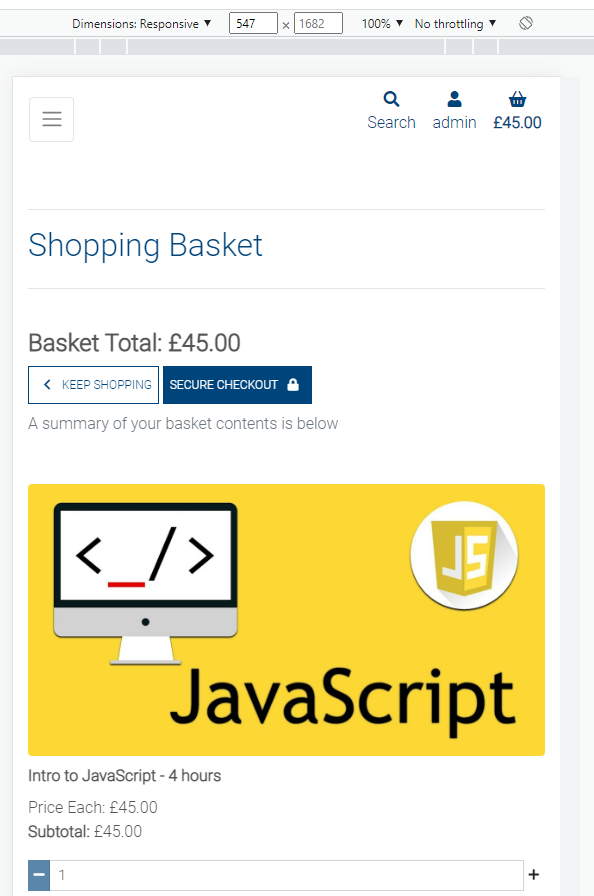 Dimensions: Responsive ▼ 547 × 1682 100% ▼ No throttling ▼
Search admin £45.00
Shopping Basket
Basket Total: £45.00
KEEP SHOPPING SECURE CHECKOUT
A summary of your basket contents is below
<_/>
JS
JavaScript
Intro to JavaScript - 4 hours
Price Each: £45.00
Subtotal: £45.00
− 1 +